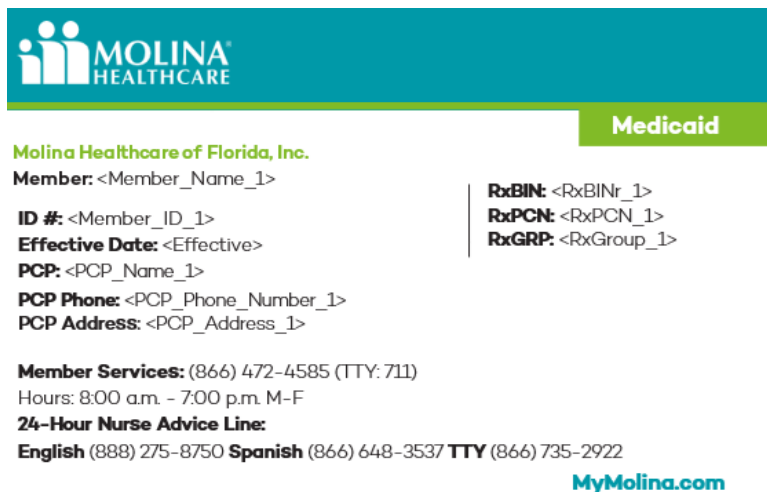 MOLINA
HEALTHCARE
Medicaid
Molina Healthcare of Florida, Inc.
Member: <Member_Name_1>
ID #: <Member_ID_1>
Effective Date: <Effective>
PCP: <PCP_Name_1>
PCP Phone: <PCP_Phone_Number_1>
PCP Address: <PCP_Address_1>
RxBIN: <RxBINr_1>
RxPCN: <RxPCN_1>
RxGRP: <RxGroup_1>
Member Services: (866) 472-4585 (TTY: 711)
Hours: 8:00 a.m. - 7:00 p.m. M-F
24-Hour Nurse Advice Line:
English (888) 275-8750 Spanish (866) 648-3537 TTY (866) 735-2922
MyMolina.com